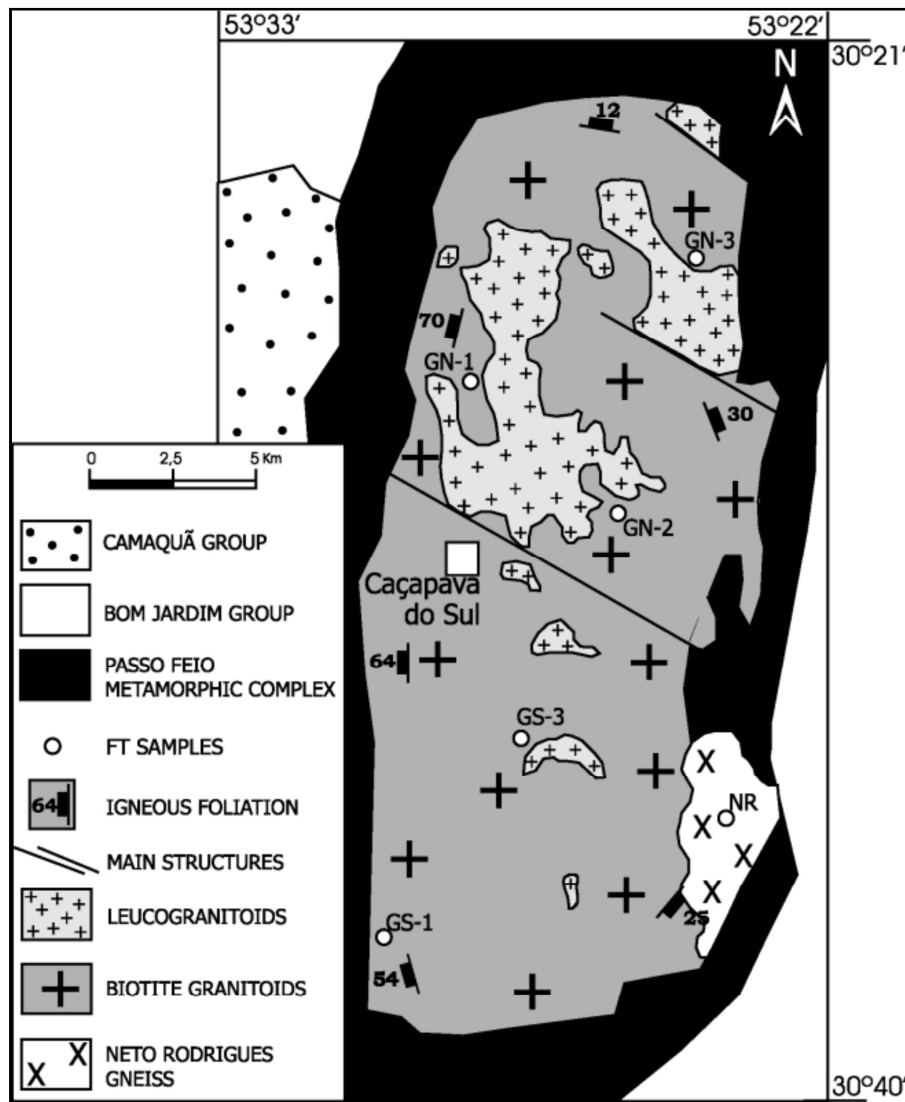 53°33'
53°22'
30°21'
N
12
GN-3
70
GN-1
30
GN-2
Caçapava
do Sul
64
GS-3
NR
25
GS-1
54
30°40'
0 2,5 5 Km
CAMAQUÃ GROUP
BOM JARDIM GROUP
PASSO FEIO
METAMORPHIC COMPLEX
FT SAMPLES
64
IGNEOUS FOLIATION
MAIN STRUCTURES
LEUCOGRANITOIDS
BIOTITE GRANITOIDS
NETO RODRIGUES
GNEISS